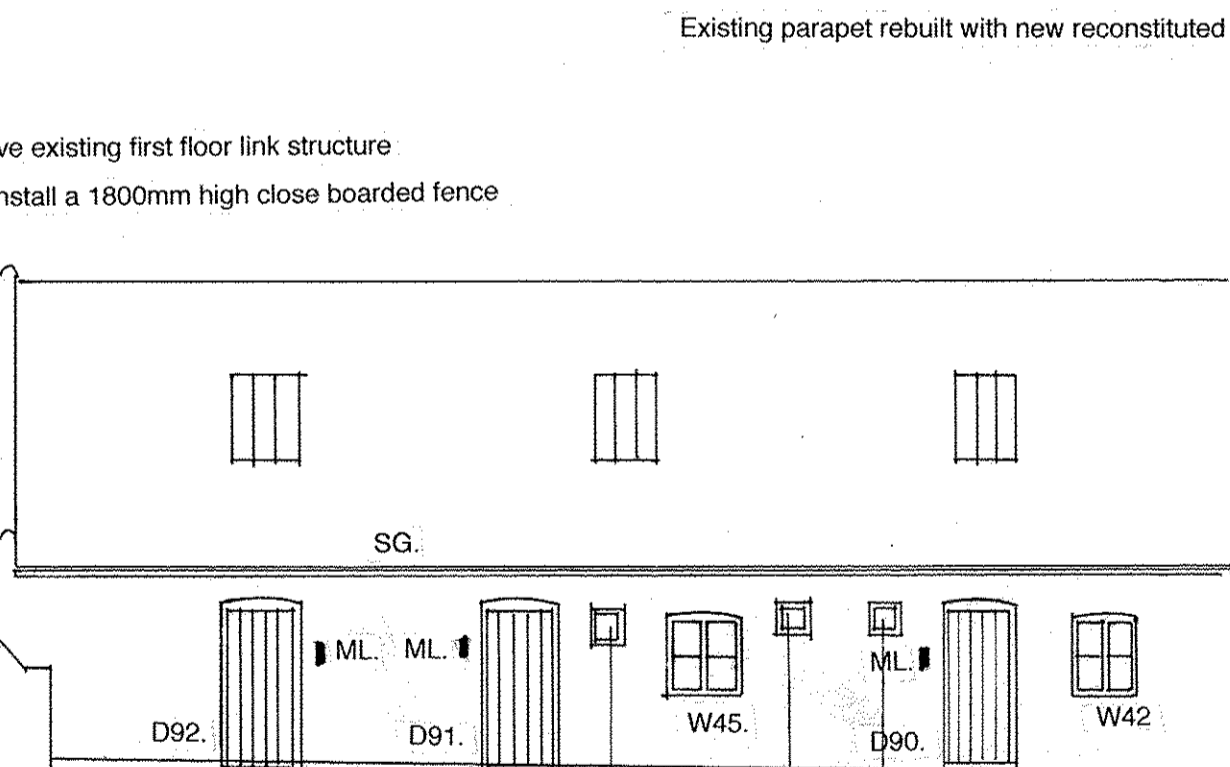 Existing parapet rebuilt with new reconstituted
ve existing first floor link structure
nstall a 1800mm high close boarded fence
SG.
ML. ML. ML.
D92. D91. W45. D90. W42